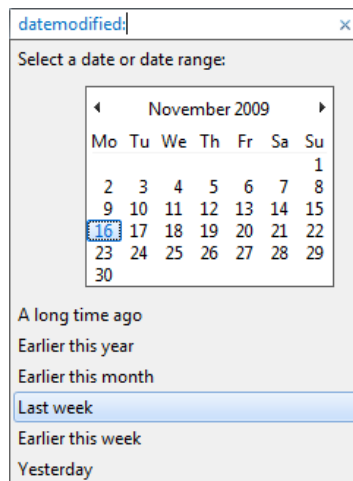 datemodified:
Select a date or date range:
November 2009
Mo Tu We Th Fr Sa Su
1
2 3 4 5 6 7 8
9 10 11 12 13 14 15
16 17 18 19 20 21 22
23 24 25 26 27 28 29
30
A long time ago
Earlier this year
Earlier this month
Last week
Earlier this week
Yesterday